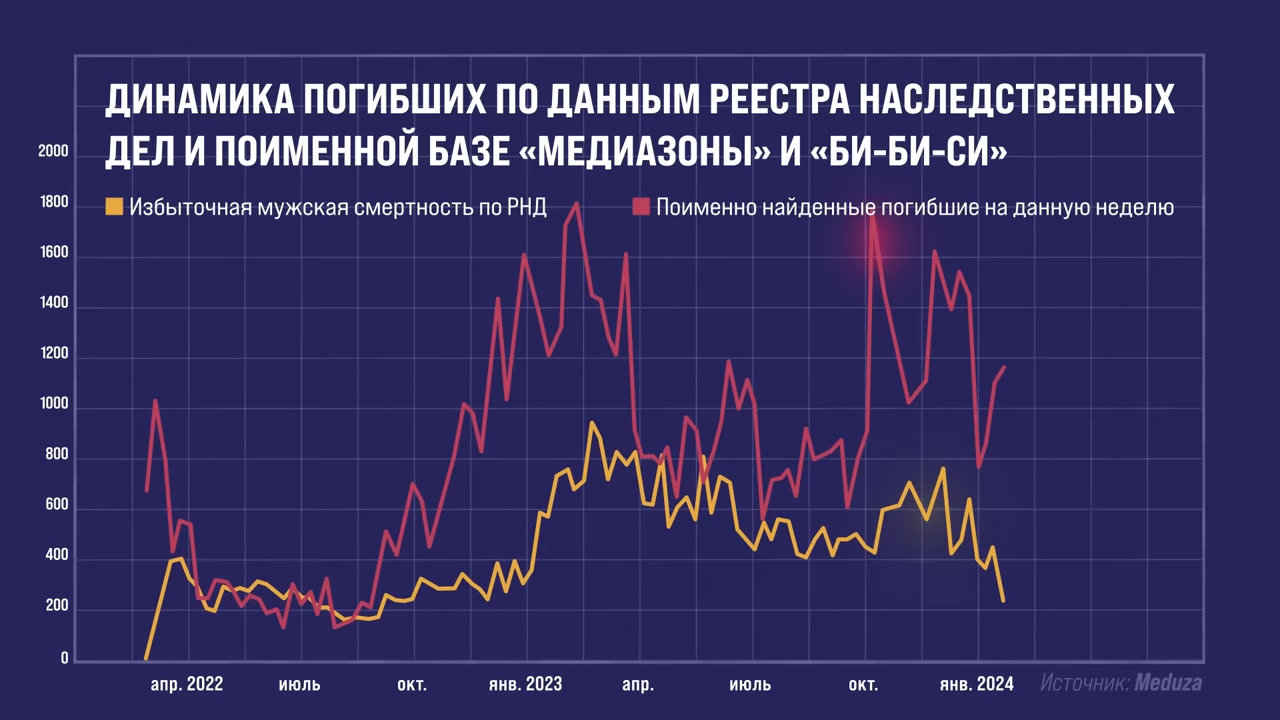 ДИНАМИКА ПОГИБШИХ ПО ДАННЫМ РЕЕСТРА НАСЛЕДСТВЕННЫХ
ДЕЛ И ПОИМЕННОЙ БАЗЕ «МЕДИАЗОНЫ» И «БИ-БИ-СИ»
Избыточная мужская смертность по РНД
Поименно найденные погибшие на данную неделю
2000
1800
1600
1400
1200
1000
800
600
400
200
0
апр. 2022
июль
окт.
янв. 2023
апр.
июль
окт.
янв. 2024
Источник: Meduza